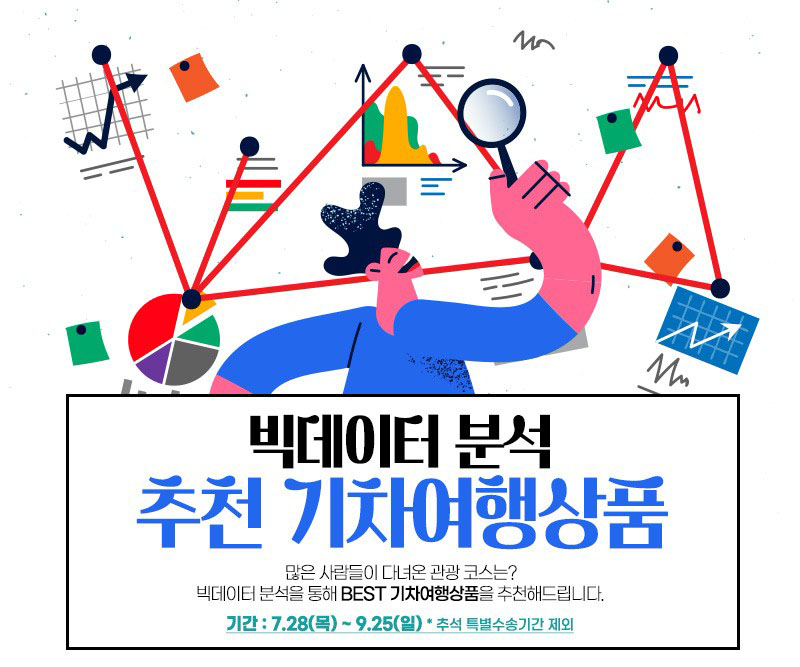 빅데이터 분석
추천 기차여행상품
많은 사람들이 다녀온 관광 코스는?
빅데이터 분석을 통해 BEST 기차여행상품을 추천해드립니다.
기간 : 7.28(목) ~ 9.25(일) * 추석 특별수송기간 제외